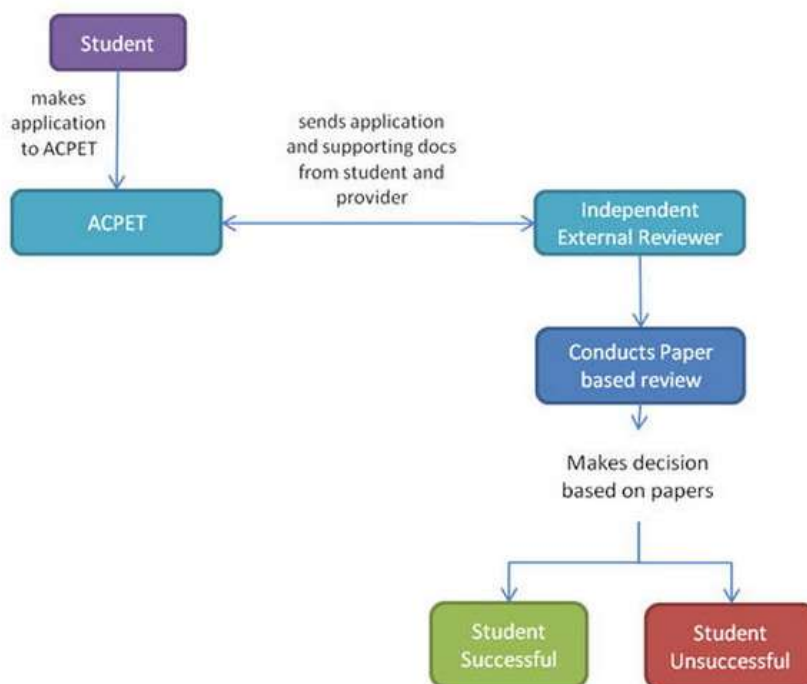 Student
makes
application
to ACPET
sends application
and supporting docs
from student and
provider
ACPET
Independent
External Reviewer
Conducts Paper
based review
Makes decision
based on papers
Student
Successful
Student
Unsuccessful